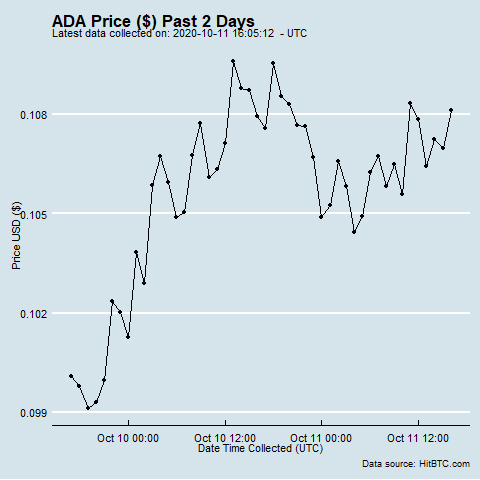 ADA Price ($) Past 2 Days
Latest data collected on: 2020-10-11 16:05:12  - UTC
0.108
0.105
0.102
0.099
Price USD ($)
Oct 10 00:00 Oct 10 12:00 Oct 11 00:00 Oct 11 12:00
Date Time Collected (UTC)
Data source: HitBTC.com